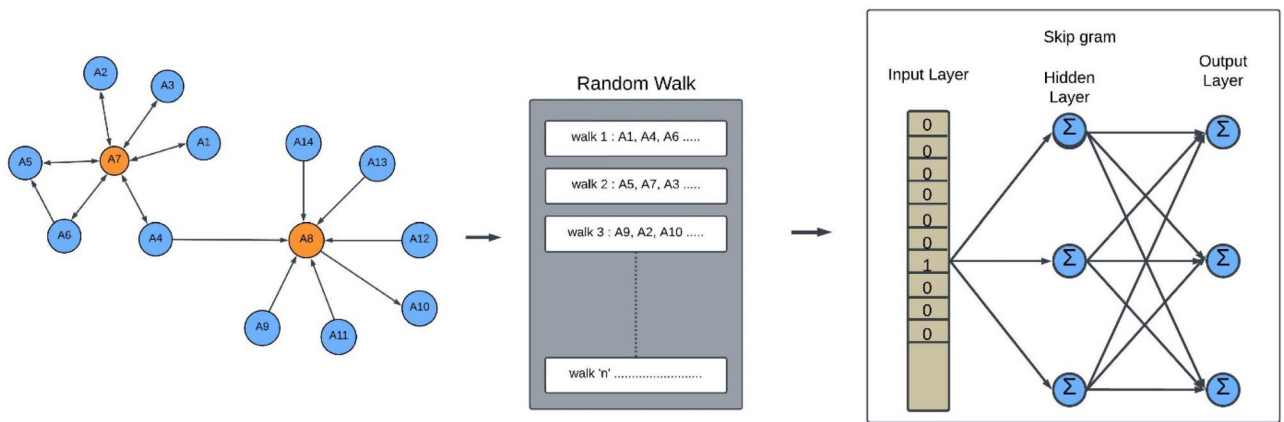 A2
A3
A1
A7
A5
A6
A4
A14
A13
A8
A12
A10
A9
A11
Random Walk
walk 1 : A1, A4, A6 .....
walk 2 : A5, A7, A3 .....
walk 3 : A9, A2, A10 .....
walk 'n' .........................
Skip gram
Input Layer
Hidden
Layer
Output
Layer
0
0
0
0
0
0
1
0
0
0
Σ
Σ
Σ
Σ
Σ
Σ